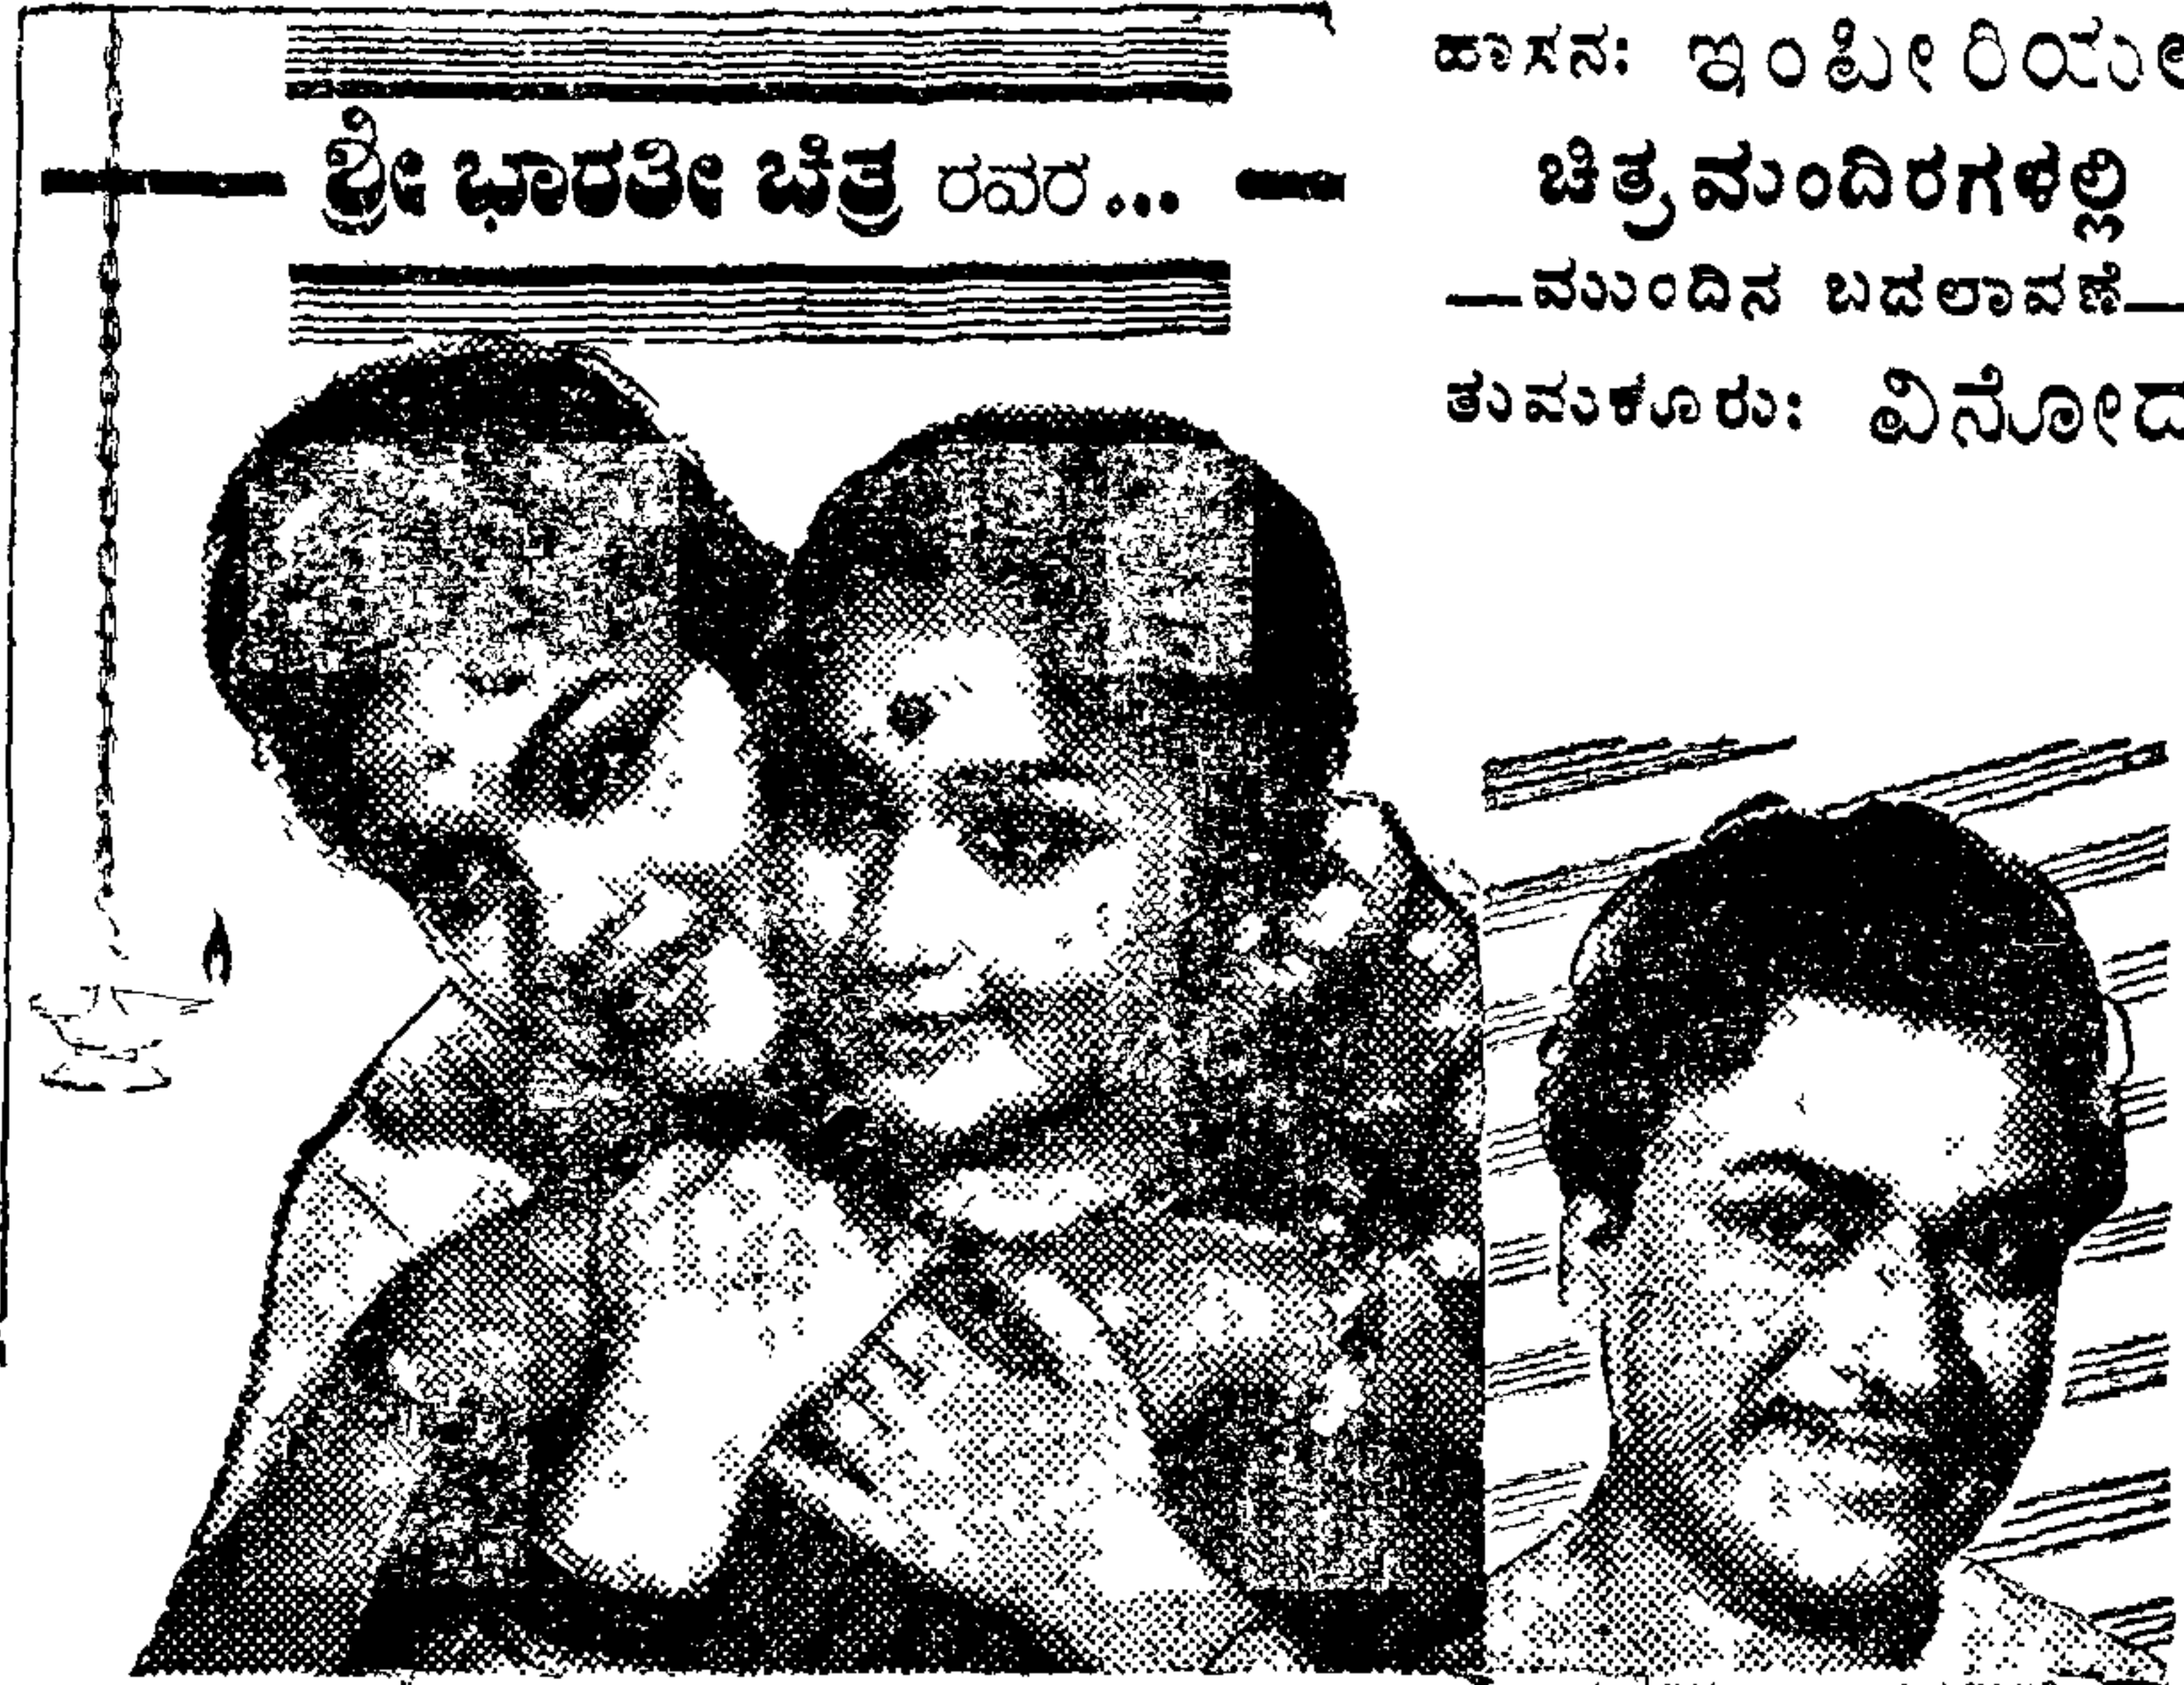 ಶ್ರೀ ಭಾರತೀ ಚಿತ್ರ ರವರ...
ಹಾಸನ: ಇಂಪೀರಿಯಲ
ಚಿತ್ರಮಂದಿರಗಳಲ್ಲಿ
—ಮುಂದಿನ ಬದಲಾವಣೆ—
ತುಮಕೂರು: ವಿನೋದ